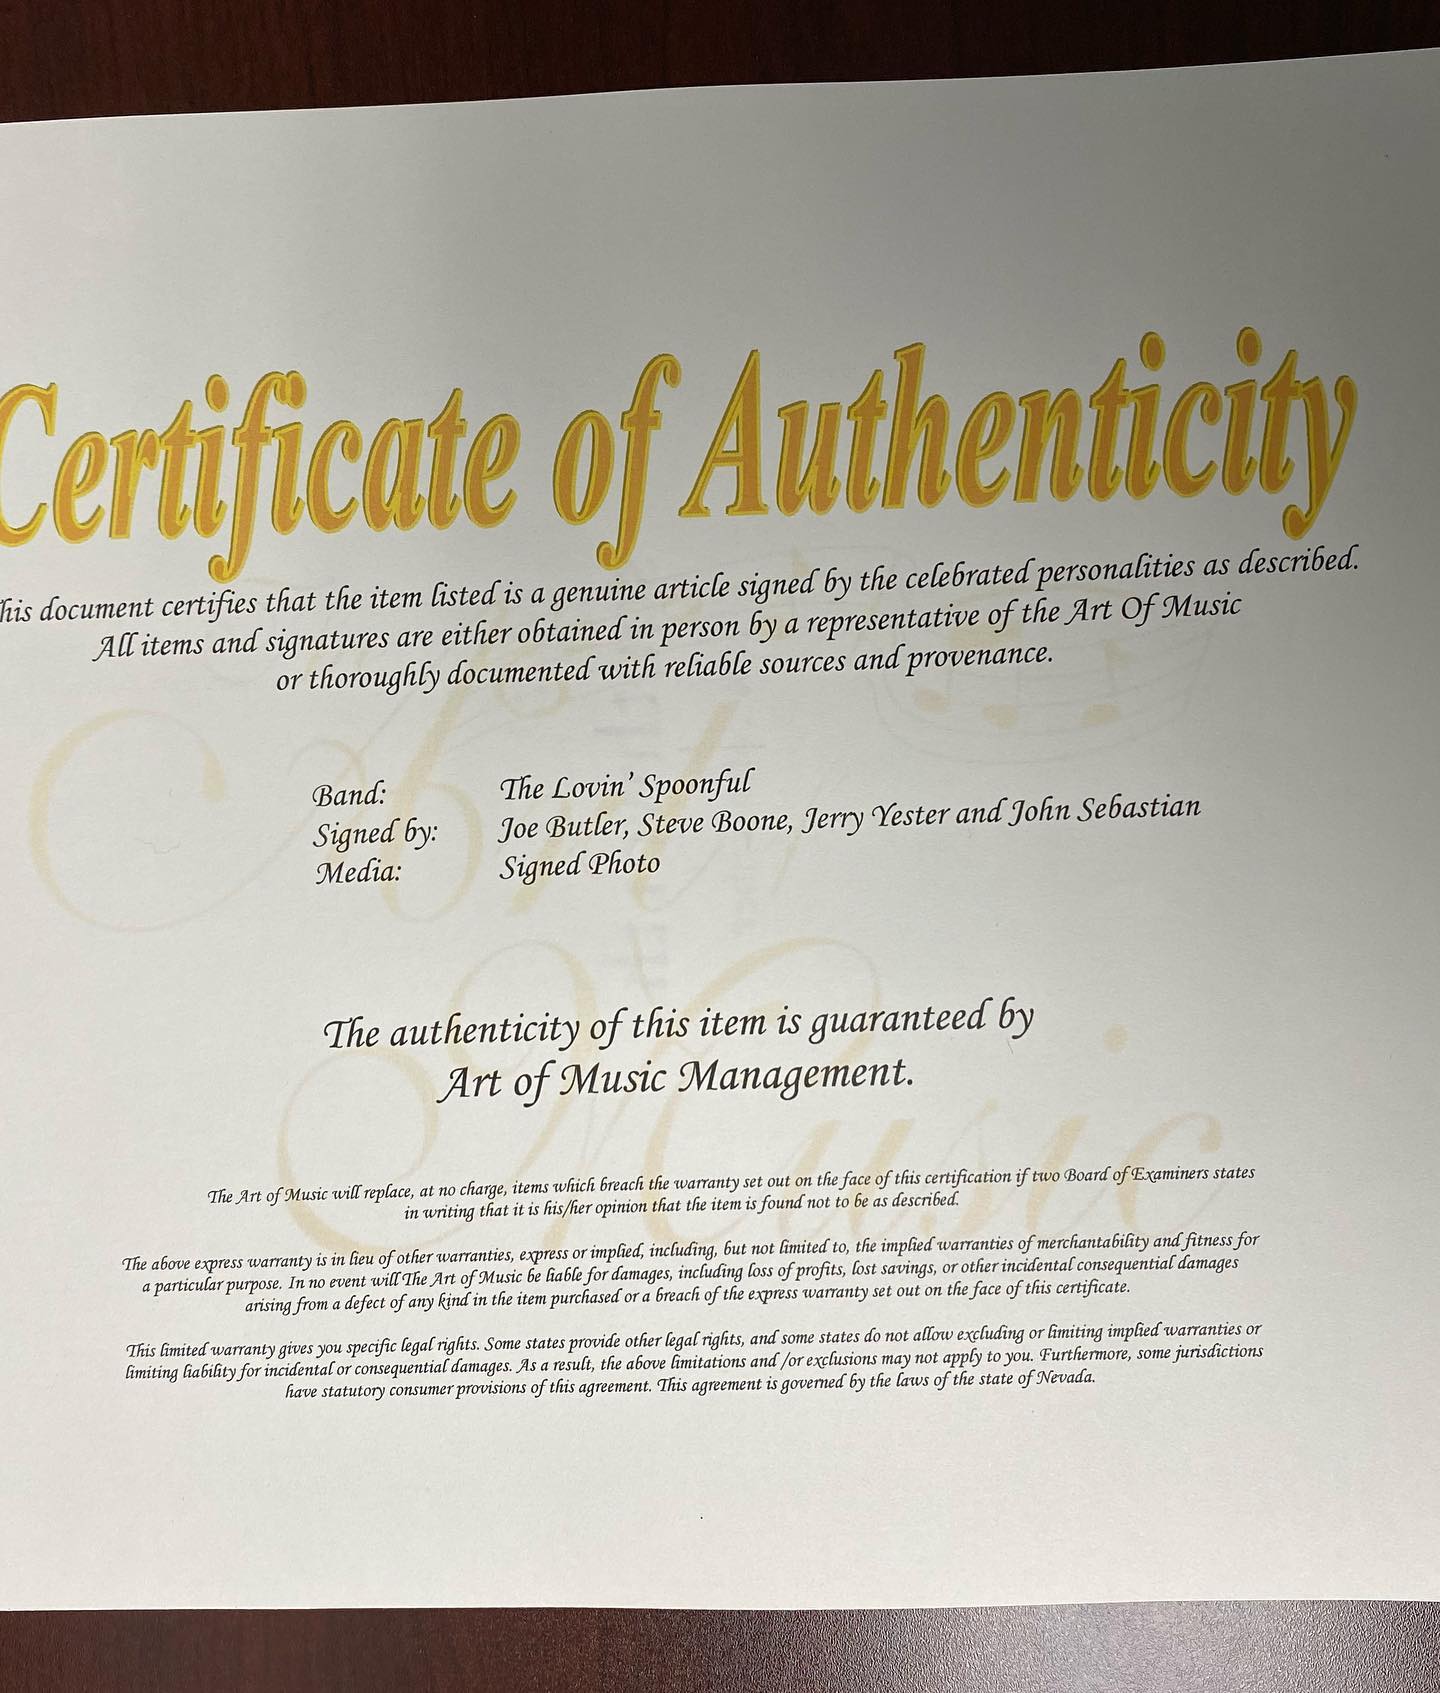 Certificate of Authenticity
This document certifies that the item listed is a genuine article signed by the celebrated personalities as described.
All items and signatures are either obtained in person by a representative of the Art Of Music
or thoroughly documented with reliable sources and provenance.
Band: The Lovin' Spoonful
Signed by: Joe Butler, Steve Boone, Jerry Yester and John Sebastian
Media: Signed Photo
Art
Music
The authenticity of this item is guaranteed by
Art of Music Management.
The Art of Music will replace, at no charge, items which breach the warranty set out on the face of this certification if two Board of Examiners states
in writing that it is his/her opinion that the item is found not to be as described.
The above express warranty is in lieu of other warranties, express or implied, including, but not limited to, the implied warranties of merchantability and fitness for
a particular purpose. In no event will The Art of Music be liable for damages, including loss of profits, lost savings, or other incidental consequential damages
arising from a defect of any kind in the item purchased or a breach of the express warranty set out on the face of this certificate.
This limited warranty gives you specific legal rights. Some states provide other legal rights, and some states do not allow excluding or limiting implied warranties or
limiting liability for incidental or consequential damages. As a result, the above limitations and /or exclusions may not apply to you. Furthermore, some jurisdictions
have statutory consumer provisions of this agreement. This agreement is governed by the laws of the state of Nevada.